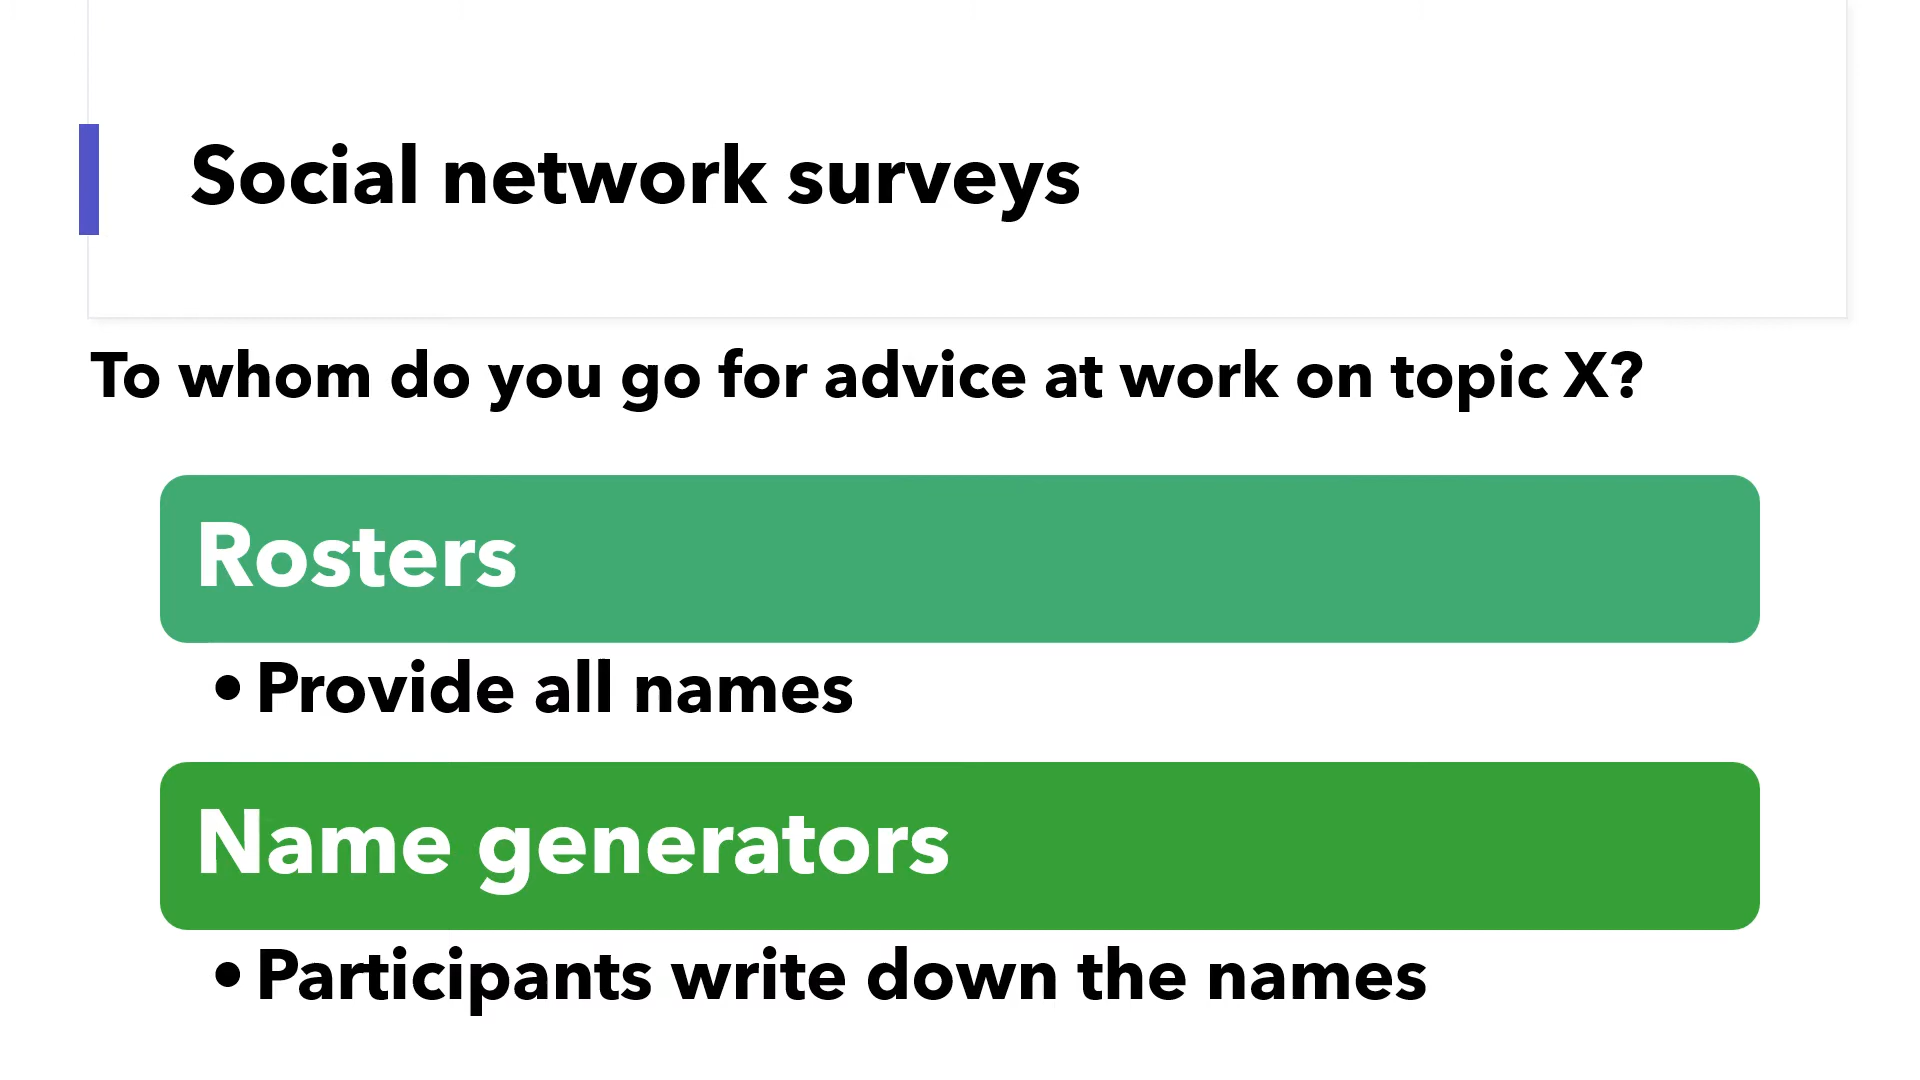 Social network surveys
To whom do you go for advice at work on topic X?
Rosters
• Provide all names
Name generators
• Participants write down the names